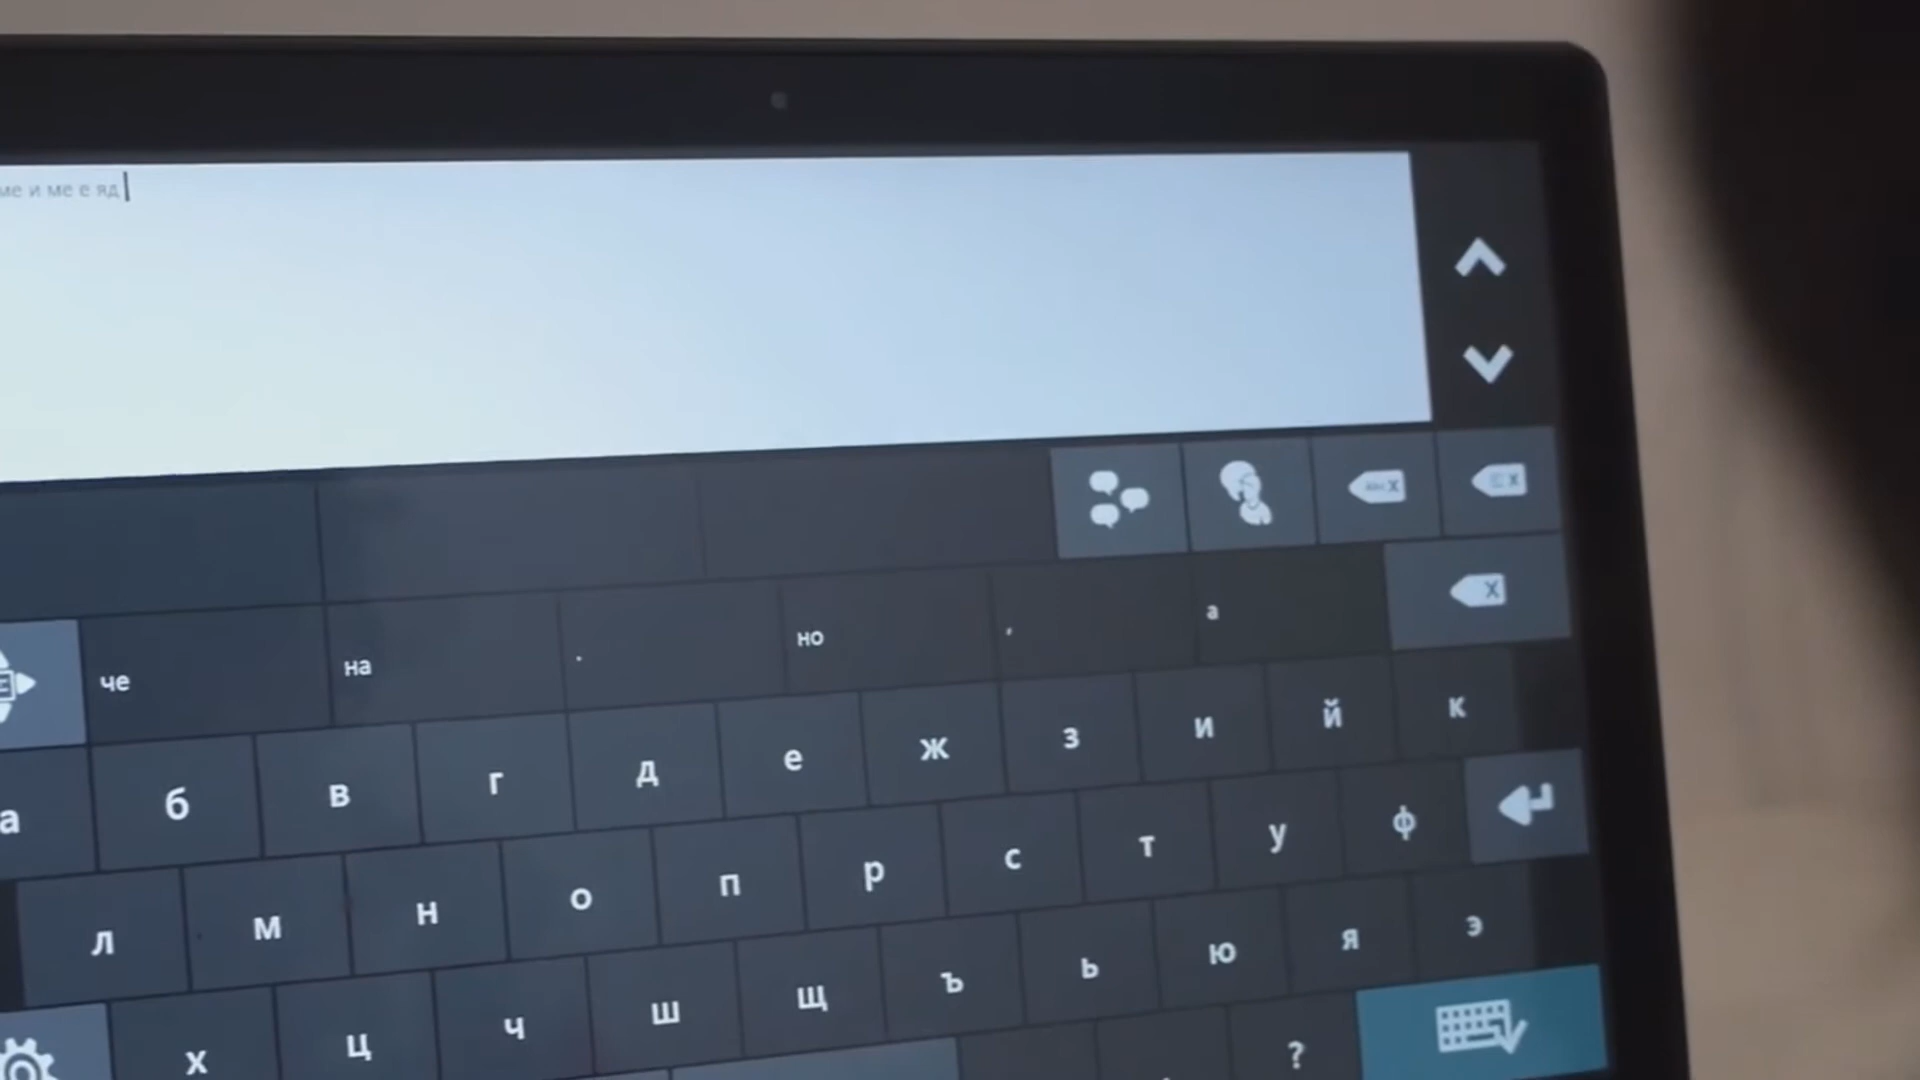 ме и ме е яд
че на . но , а
а б в г д е ж з и й к
л м н о п р с т у ф
х ц ч ш щ ъ ь ю я э
?